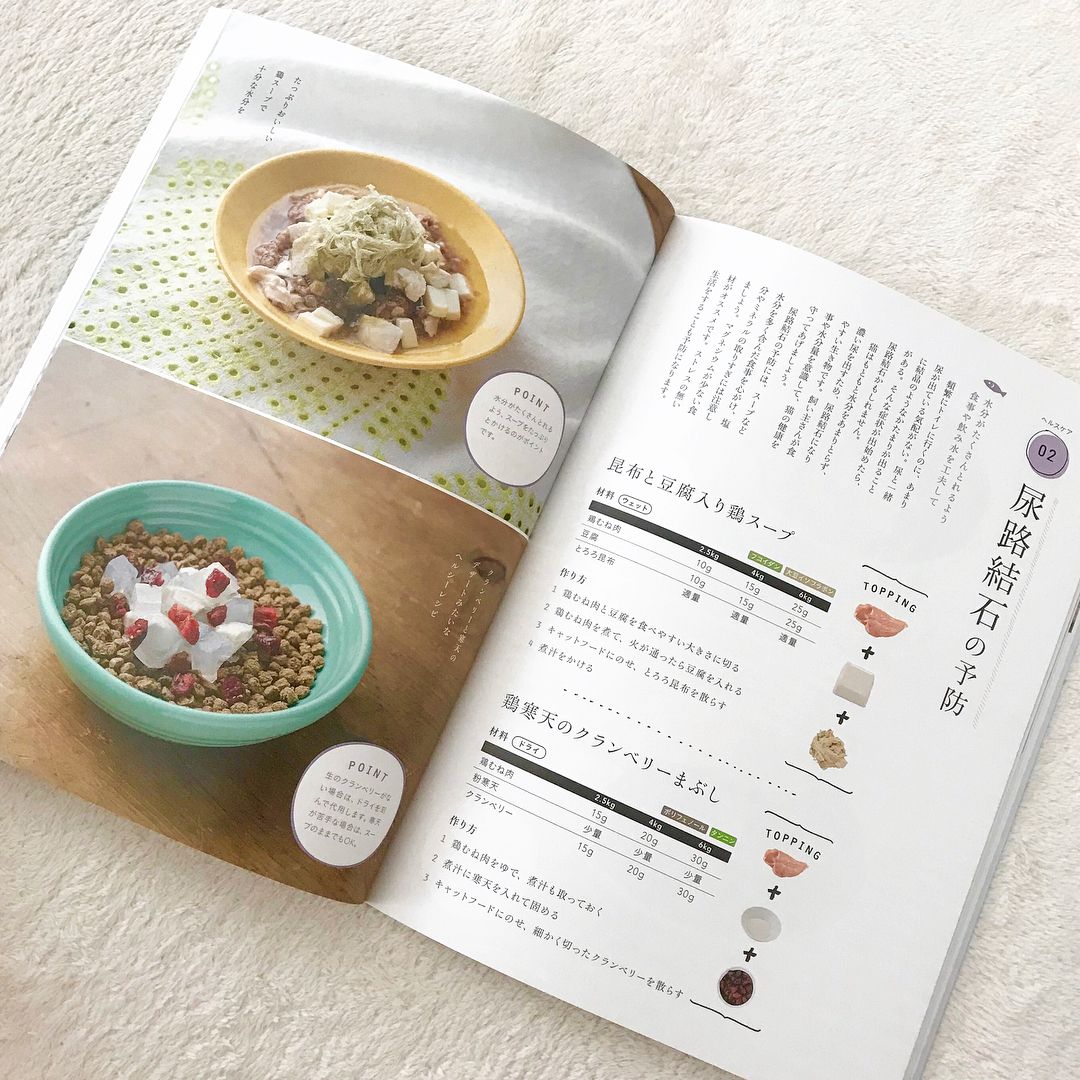 たっぷりおいしい
鶏スープで
十分な水分を
POINT
水分がたくさんとれる
よう、スープをたっぷり
とかけるのがポイント
です。
クランベリーに寒天の
デザートみたいな
ヘルシーレシピ
POINT
生のクランベリーがな
い場合は、ドライを刻
んで代用します。寒天
が苦手な場合は、スー
プのままでもOK。
ヘルスケア
02
尿路結石の予防
水分がたくさんとれるよう
食事や飲み水を工夫して
頻繁にトイレに行くのに、あまり
尿が出ている気配がない。尿と一緒
に結晶のようなかたまりが出ること
がある。そんな症状が出始めたら、
尿路結石かもしれません。
猫はもともと水分をあまりとらず、
濃い尿を出すため、尿路結石になり
やすい生き物です。飼い主さんが食
事や水分量を意識して、猫の健康を
守ってあげましょう。
尿路結石の予防には、スープなど
水分を多く含んだ食事を心がけ、塩
分やミネラルの取りすぎには注意し
ましょう。マグネシウムが少ない食
材がオススメです。ストレスの無い
生活をすることも予防になります。
昆布と豆腐入り鶏スープ
材料 ウェット
フコイダン 大豆イソフラボン
2.5kg 4kg 6kg
鶏むね肉 10g 15g 25g
豆腐 10g 15g 25g
とろろ昆布 適量 適量 適量
作り方
1 鶏むね肉と豆腐を食べやすい大きさに切る
2 鶏むね肉を煮て、火が通ったら豆腐を入れる
3 キャットフードにのせ、とろろ昆布を散らす
4 煮汁をかける
TOPPING
+
+
鶏寒天のクランベリーまぶし
材料 ドライ
ポリフェノール タンニン
2.5kg 4kg 6kg
鶏むね肉 15g 20g 30g
粉寒天 少量 少量 少量
クランベリー 15g 20g 30g
作り方
1 鶏むね肉をゆで、煮汁も取っておく
2 煮汁に寒天を入れて固める
3 キャットフードにのせ、細かく切ったクランベリーを散らす
TOPPING
+
+